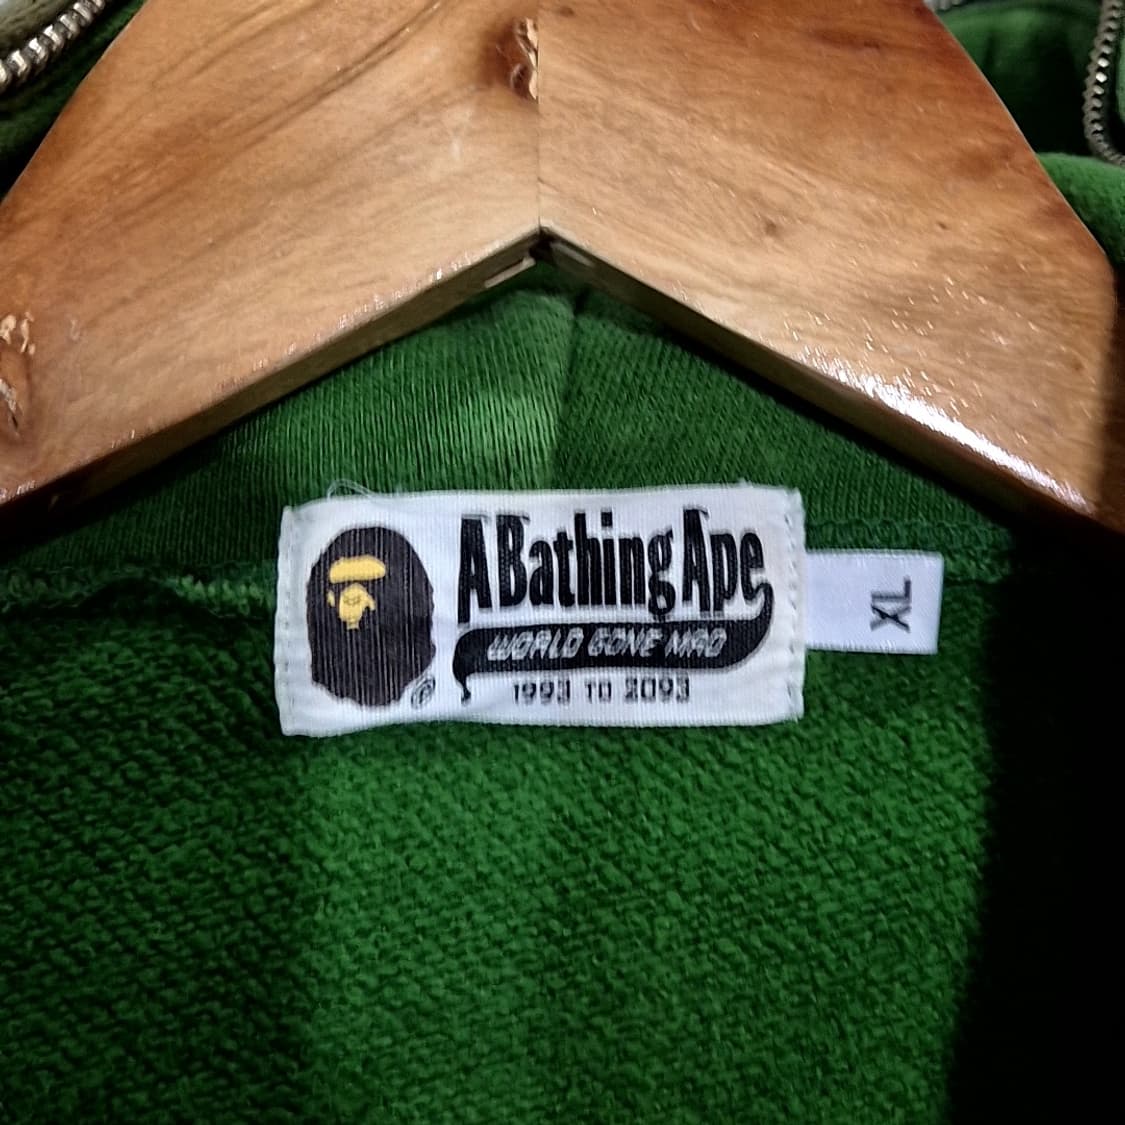 A Bathing Ape
WORLD GONE MAD
1993 TO 2093
®
XL